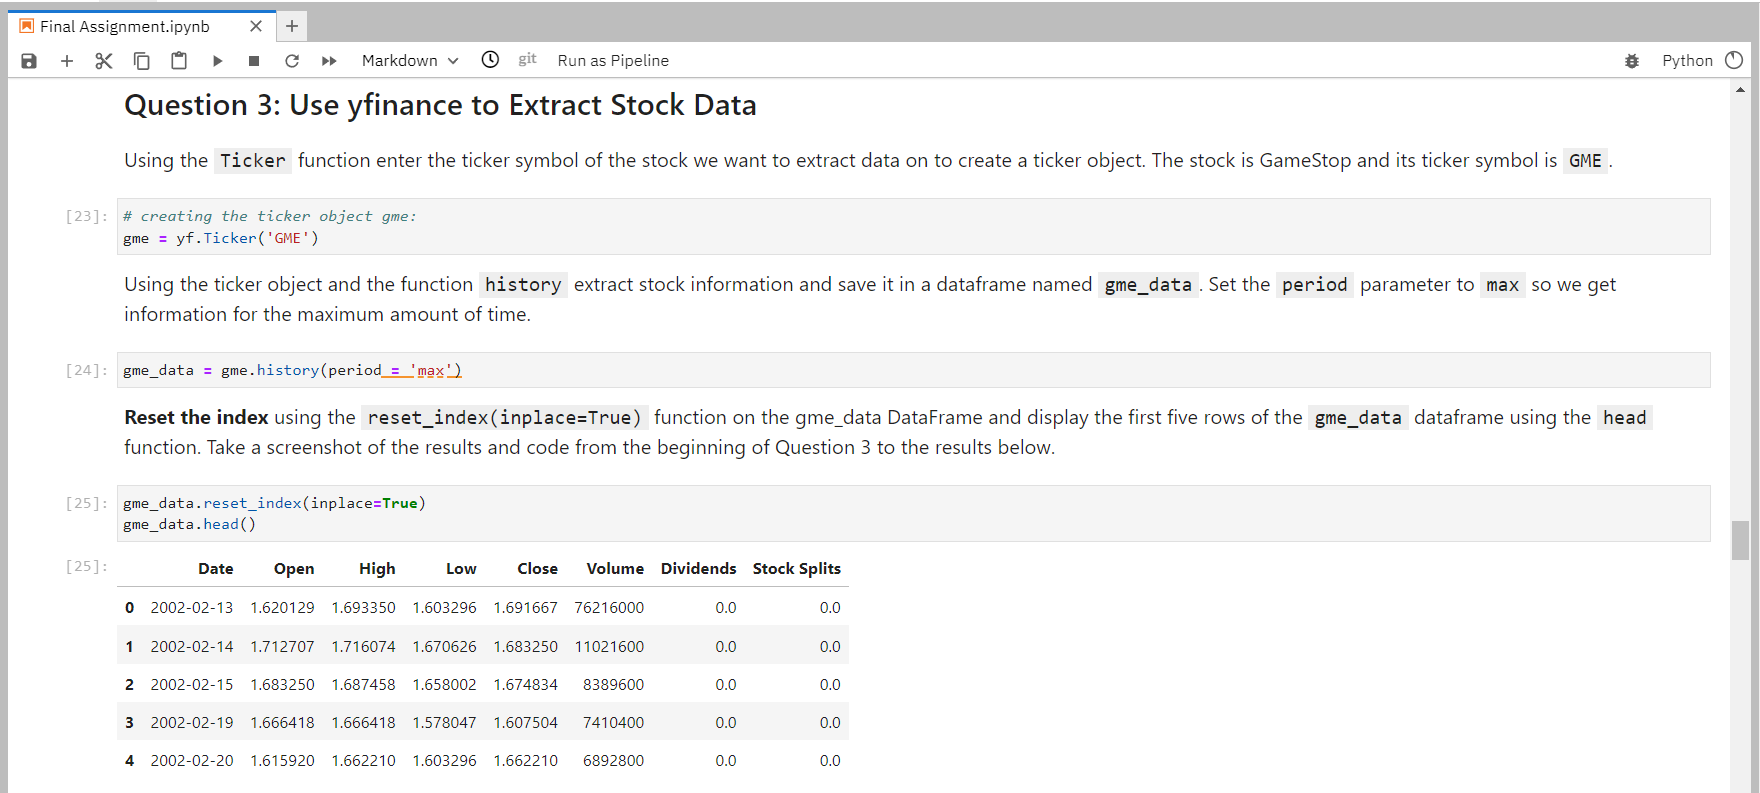 Final Assignment.ipynb
Markdown git Run as Pipeline Python
Question 3: Use yfinance to Extract Stock Data
Using the Ticker function enter the ticker symbol of the stock we want to extract data on to create a ticker object. The stock is GameStop and its ticker symbol is GME .
[23]: # creating the ticker object gme:
gme = yf.Ticker('GME')
Using the ticker object and the function history extract stock information and save it in a dataframe named gme_data . Set the period parameter to max so we get
information for the maximum amount of time.
[24]: gme_data = gme.history(period = 'max')
Reset the index using the reset_index(inplace=True) function on the gme_data DataFrame and display the first five rows of the gme_data dataframe using the head
function. Take a screenshot of the results and code from the beginning of Question 3 to the results below.
[25]: gme_data.reset_index(inplace=True)
gme_data.head()
[25]: Date Open High Low Close Volume Dividends Stock Splits
0 2002-02-13 1.620129 1.693350 1.603296 1.691667 76216000 0.0 0.0
1 2002-02-14 1.712707 1.716074 1.670626 1.683250 11021600 0.0 0.0
2 2002-02-15 1.683250 1.687458 1.658002 1.674834 8389600 0.0 0.0
3 2002-02-19 1.666418 1.666418 1.578047 1.607504 7410400 0.0 0.0
4 2002-02-20 1.615920 1.662210 1.603296 1.662210 6892800 0.0 0.0